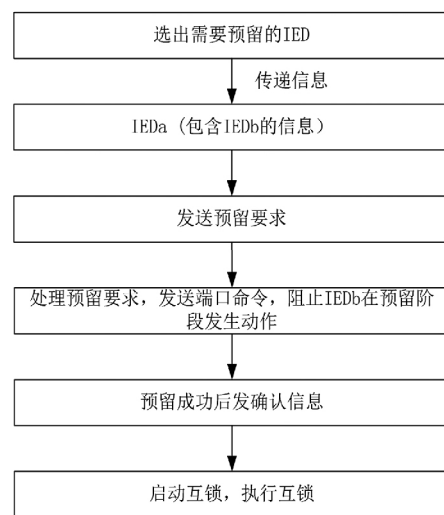 选出需要预留的IED
传递信息
IEDa (包含IEDb的信息）
发送预留要求
处理预留要求，发送端口命令，阻止IEDb在预留阶
段发生动作
预留成功后发确认信息
启动互锁，执行互锁